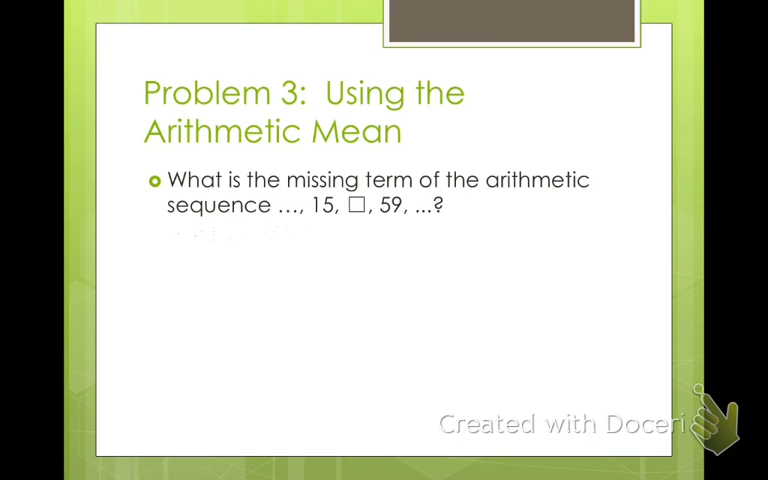 Problem 3:  Using the
Arithmetic Mean
What is the missing term of the arithmetic
sequence …, 15, □, 59, ...?
Created with Doceri